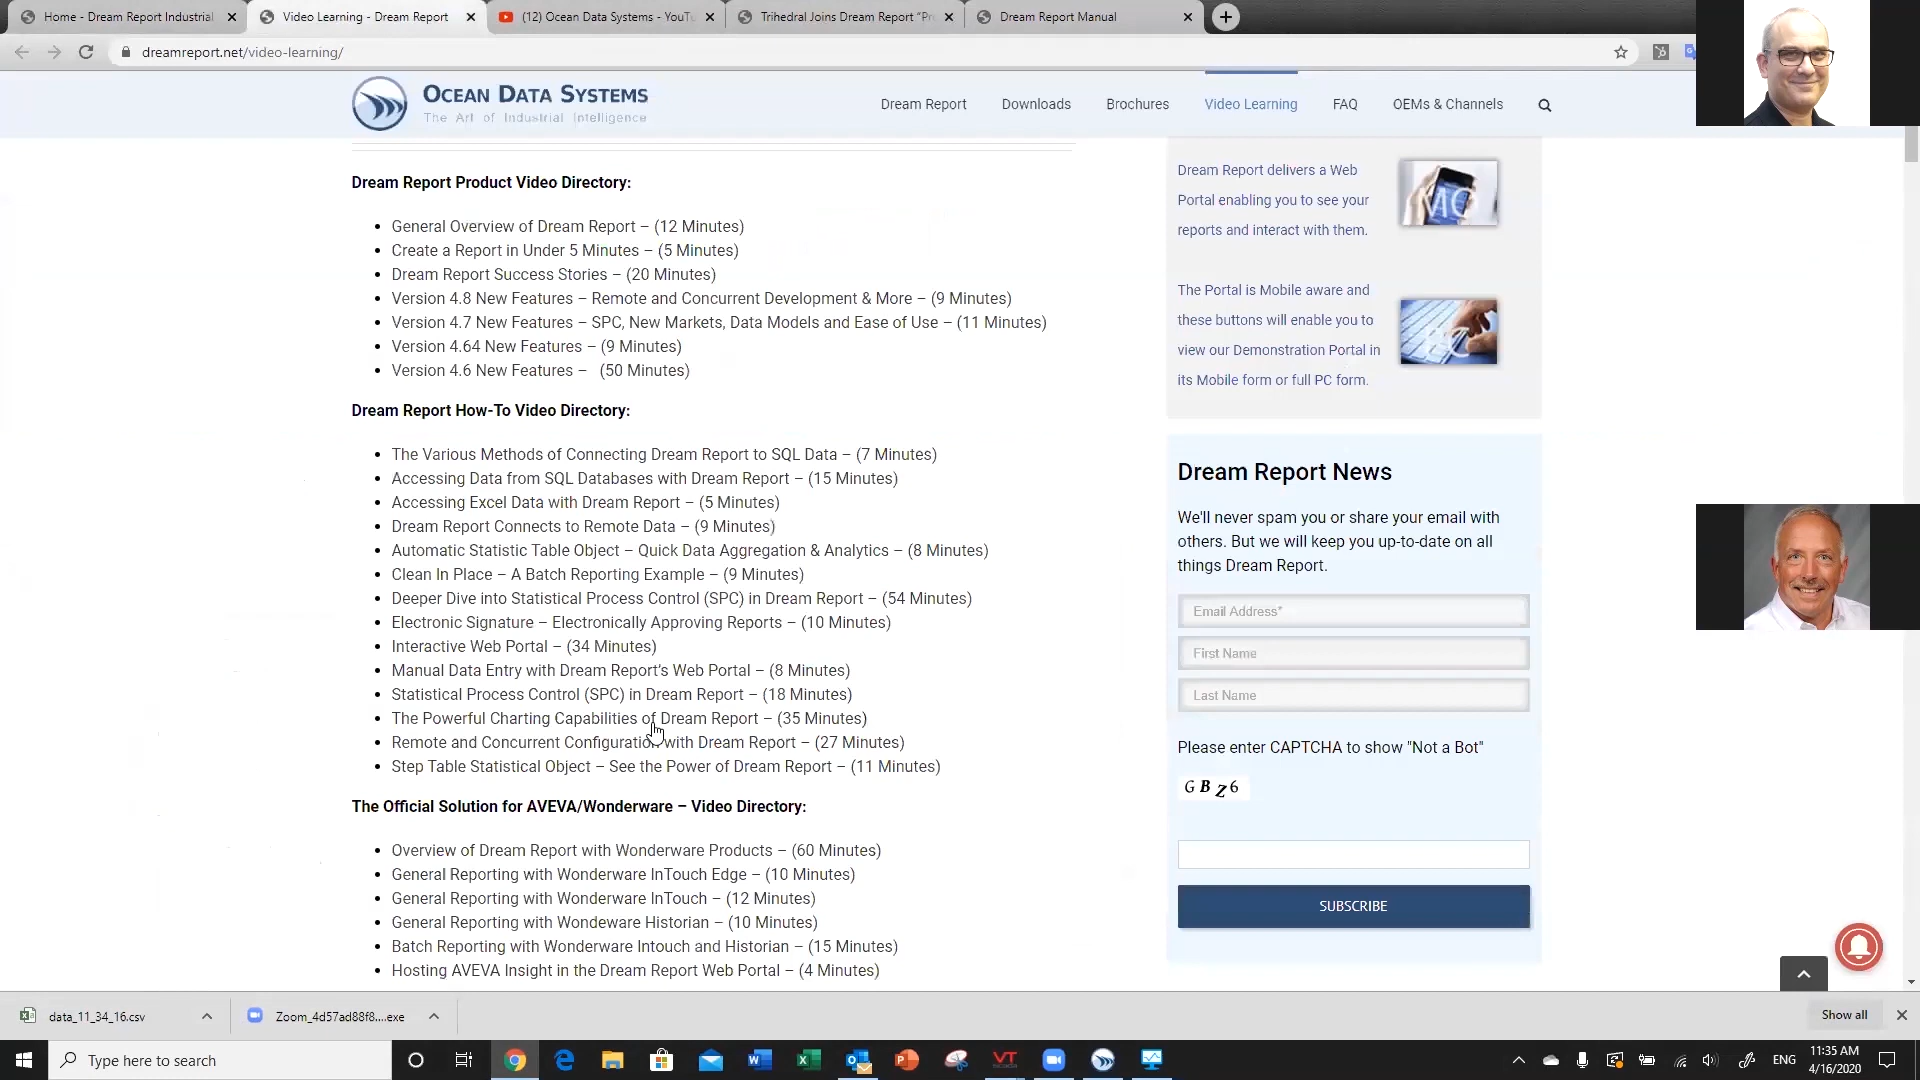 Home - Dream Report Industrial
Video Learning - Dream Report
(12) Ocean Data Systems - YouTu
Trihedral Joins Dream Report "Pr
Dream Report Manual
dreamreport.net/video-learning/
OCEAN DATA SYSTEMS
The Art of Industrial Intelligence
Dream Report
Downloads
Brochures
Video Learning
FAQ
OEMs & Channels
Dream Report Product Video Directory:
General Overview of Dream Report – (12 Minutes)
Create a Report in Under 5 Minutes – (5 Minutes)
Dream Report Success Stories – (20 Minutes)
Version 4.8 New Features – Remote and Concurrent Development & More – (9 Minutes)
Version 4.7 New Features – SPC, New Markets, Data Models and Ease of Use – (11 Minutes)
Version 4.64 New Features – (9 Minutes)
Version 4.6 New Features – (50 Minutes)
Dream Report How-To Video Directory:
The Various Methods of Connecting Dream Report to SQL Data – (7 Minutes)
Accessing Data from SQL Databases with Dream Report – (15 Minutes)
Accessing Excel Data with Dream Report – (5 Minutes)
Dream Report Connects to Remote Data – (9 Minutes)
Automatic Statistic Table Object – Quick Data Aggregation & Analytics – (8 Minutes)
Clean In Place – A Batch Reporting Example – (9 Minutes)
Deeper Dive into Statistical Process Control (SPC) in Dream Report – (54 Minutes)
Electronic Signature – Electronically Approving Reports – (10 Minutes)
Interactive Web Portal – (34 Minutes)
Manual Data Entry with Dream Report's Web Portal – (8 Minutes)
Statistical Process Control (SPC) in Dream Report – (18 Minutes)
The Powerful Charting Capabilities of Dream Report – (35 Minutes)
Remote and Concurrent Configuration with Dream Report – (27 Minutes)
Step Table Statistical Object – See the Power of Dream Report – (11 Minutes)
The Official Solution for AVEVA/Wonderware – Video Directory:
Overview of Dream Report with Wonderware Products – (60 Minutes)
General Reporting with Wonderware InTouch Edge – (10 Minutes)
General Reporting with Wonderware InTouch – (12 Minutes)
General Reporting with Wondeware Historian – (10 Minutes)
Batch Reporting with Wonderware Intouch and Historian – (15 Minutes)
Hosting AVEVA Insight in the Dream Report Web Portal – (4 Minutes)
Dream Report delivers a Web
Portal enabling you to see your
reports and interact with them.
The Portal is Mobile aware and
these buttons will enable you to
view our Demonstration Portal in
its Mobile form or full PC form.
Dream Report News
We'll never spam you or share your email with
others. But we will keep you up-to-date on all
things Dream Report.
Email Address*
First Name
Last Name
Please enter CAPTCHA to show "Not a Bot"
G B Z 6
SUBSCRIBE
data_11_34_16.csv
Zoom_4d57ad88f8....exe
Show all
Type here to search
VT
ENG
11:35 AM
4/16/2020